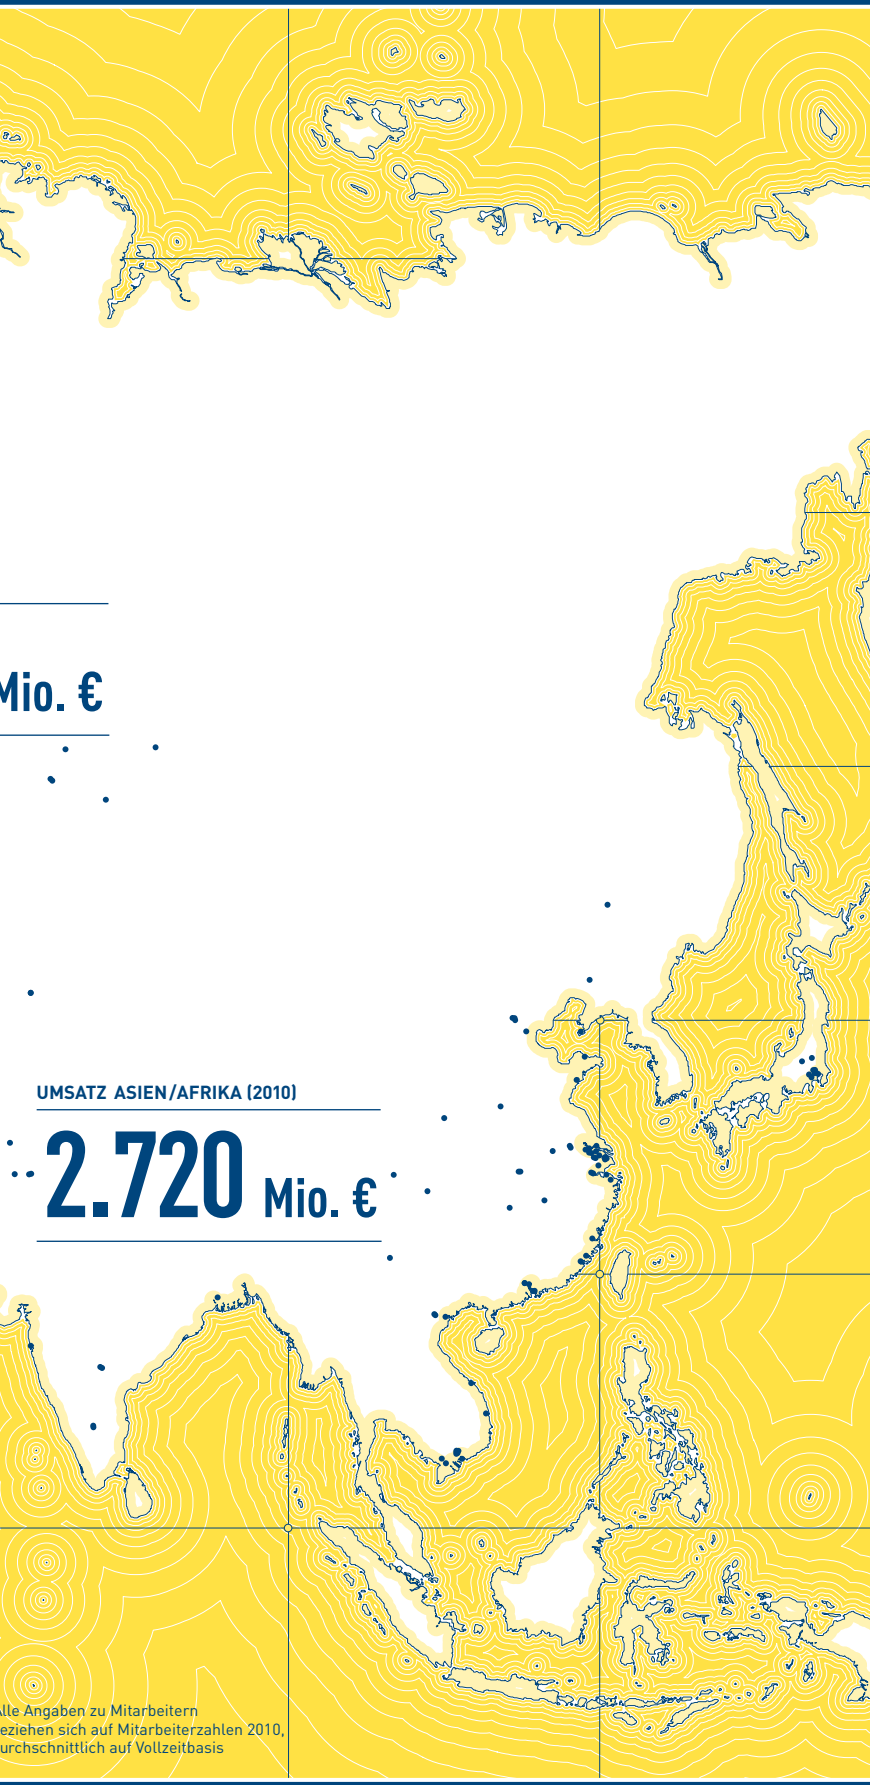 Mio. €
UMSATZ ASIEN/AFRIKA (2010)
2.720 Mio. €
Alle Angaben zu Mitarbeitern
eziehen sich auf Mitarbeiterzahlen 2010,
urchschnittlich auf Vollzeitbasis